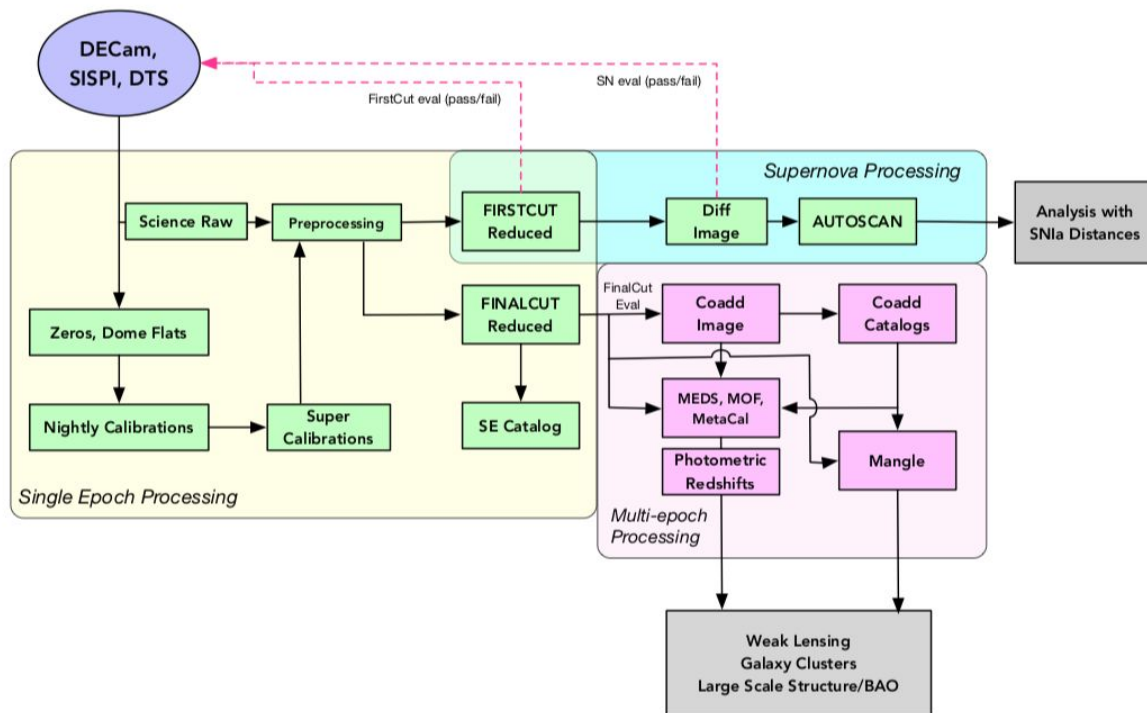 DECam,
SISPI, DTS
SN eval (pass/fail)
FirstCut eval (pass/fail)
Supernova Processing
Science Raw
Preprocessing
FIRSTCUT
Reduced
Diff
Image
AUTOSCAN
Analysis with
SNIa Distances
Zeros, Dome Flats
FINALCUT
Reduced
FinalCut
Eval
Coadd
Image
Coadd
Catalogs
Nightly Calibrations
Super
Calibrations
SE Catalog
MEDS, MOF,
MetaCal
Photometric
Redshifts
Mangle
Single Epoch Processing
Multi-epoch
Processing
Weak Lensing
Galaxy Clusters
Large Scale Structure/BAO